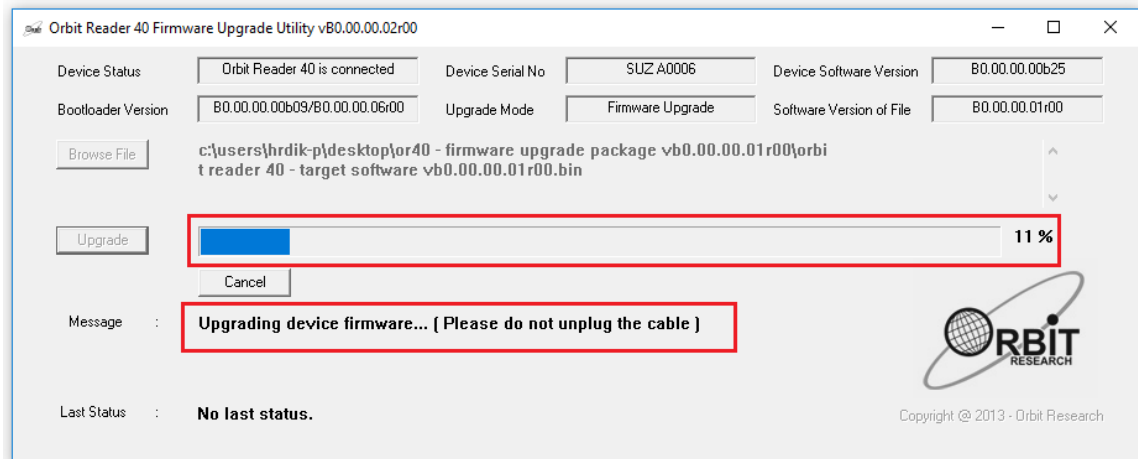 Orbit Reader 40 Firmware Upgrade Utility vB0.00.00.02r00
Device Status Orbit Reader 40 is connected Device Serial No SUZ A0006 Device Software Version B0.00.00.00b25
Bootloader Version B0.00.00.00b09/B0.00.00.06r00 Upgrade Mode Firmware Upgrade Software Version of File B0.00.00.01r00
Browse File c:\users\hrdik-p\desktop\or40 - firmware upgrade package vb0.00.00.01r00\orbi
t reader 40 - target software vb0.00.00.01r00.bin
Upgrade 11 %
Cancel
Message : Upgrading device firmware... ( Please do not unplug the cable )
ORBIT
RESEARCH
Last Status : No last status.
Copyright @ 2013 - Orbit Research